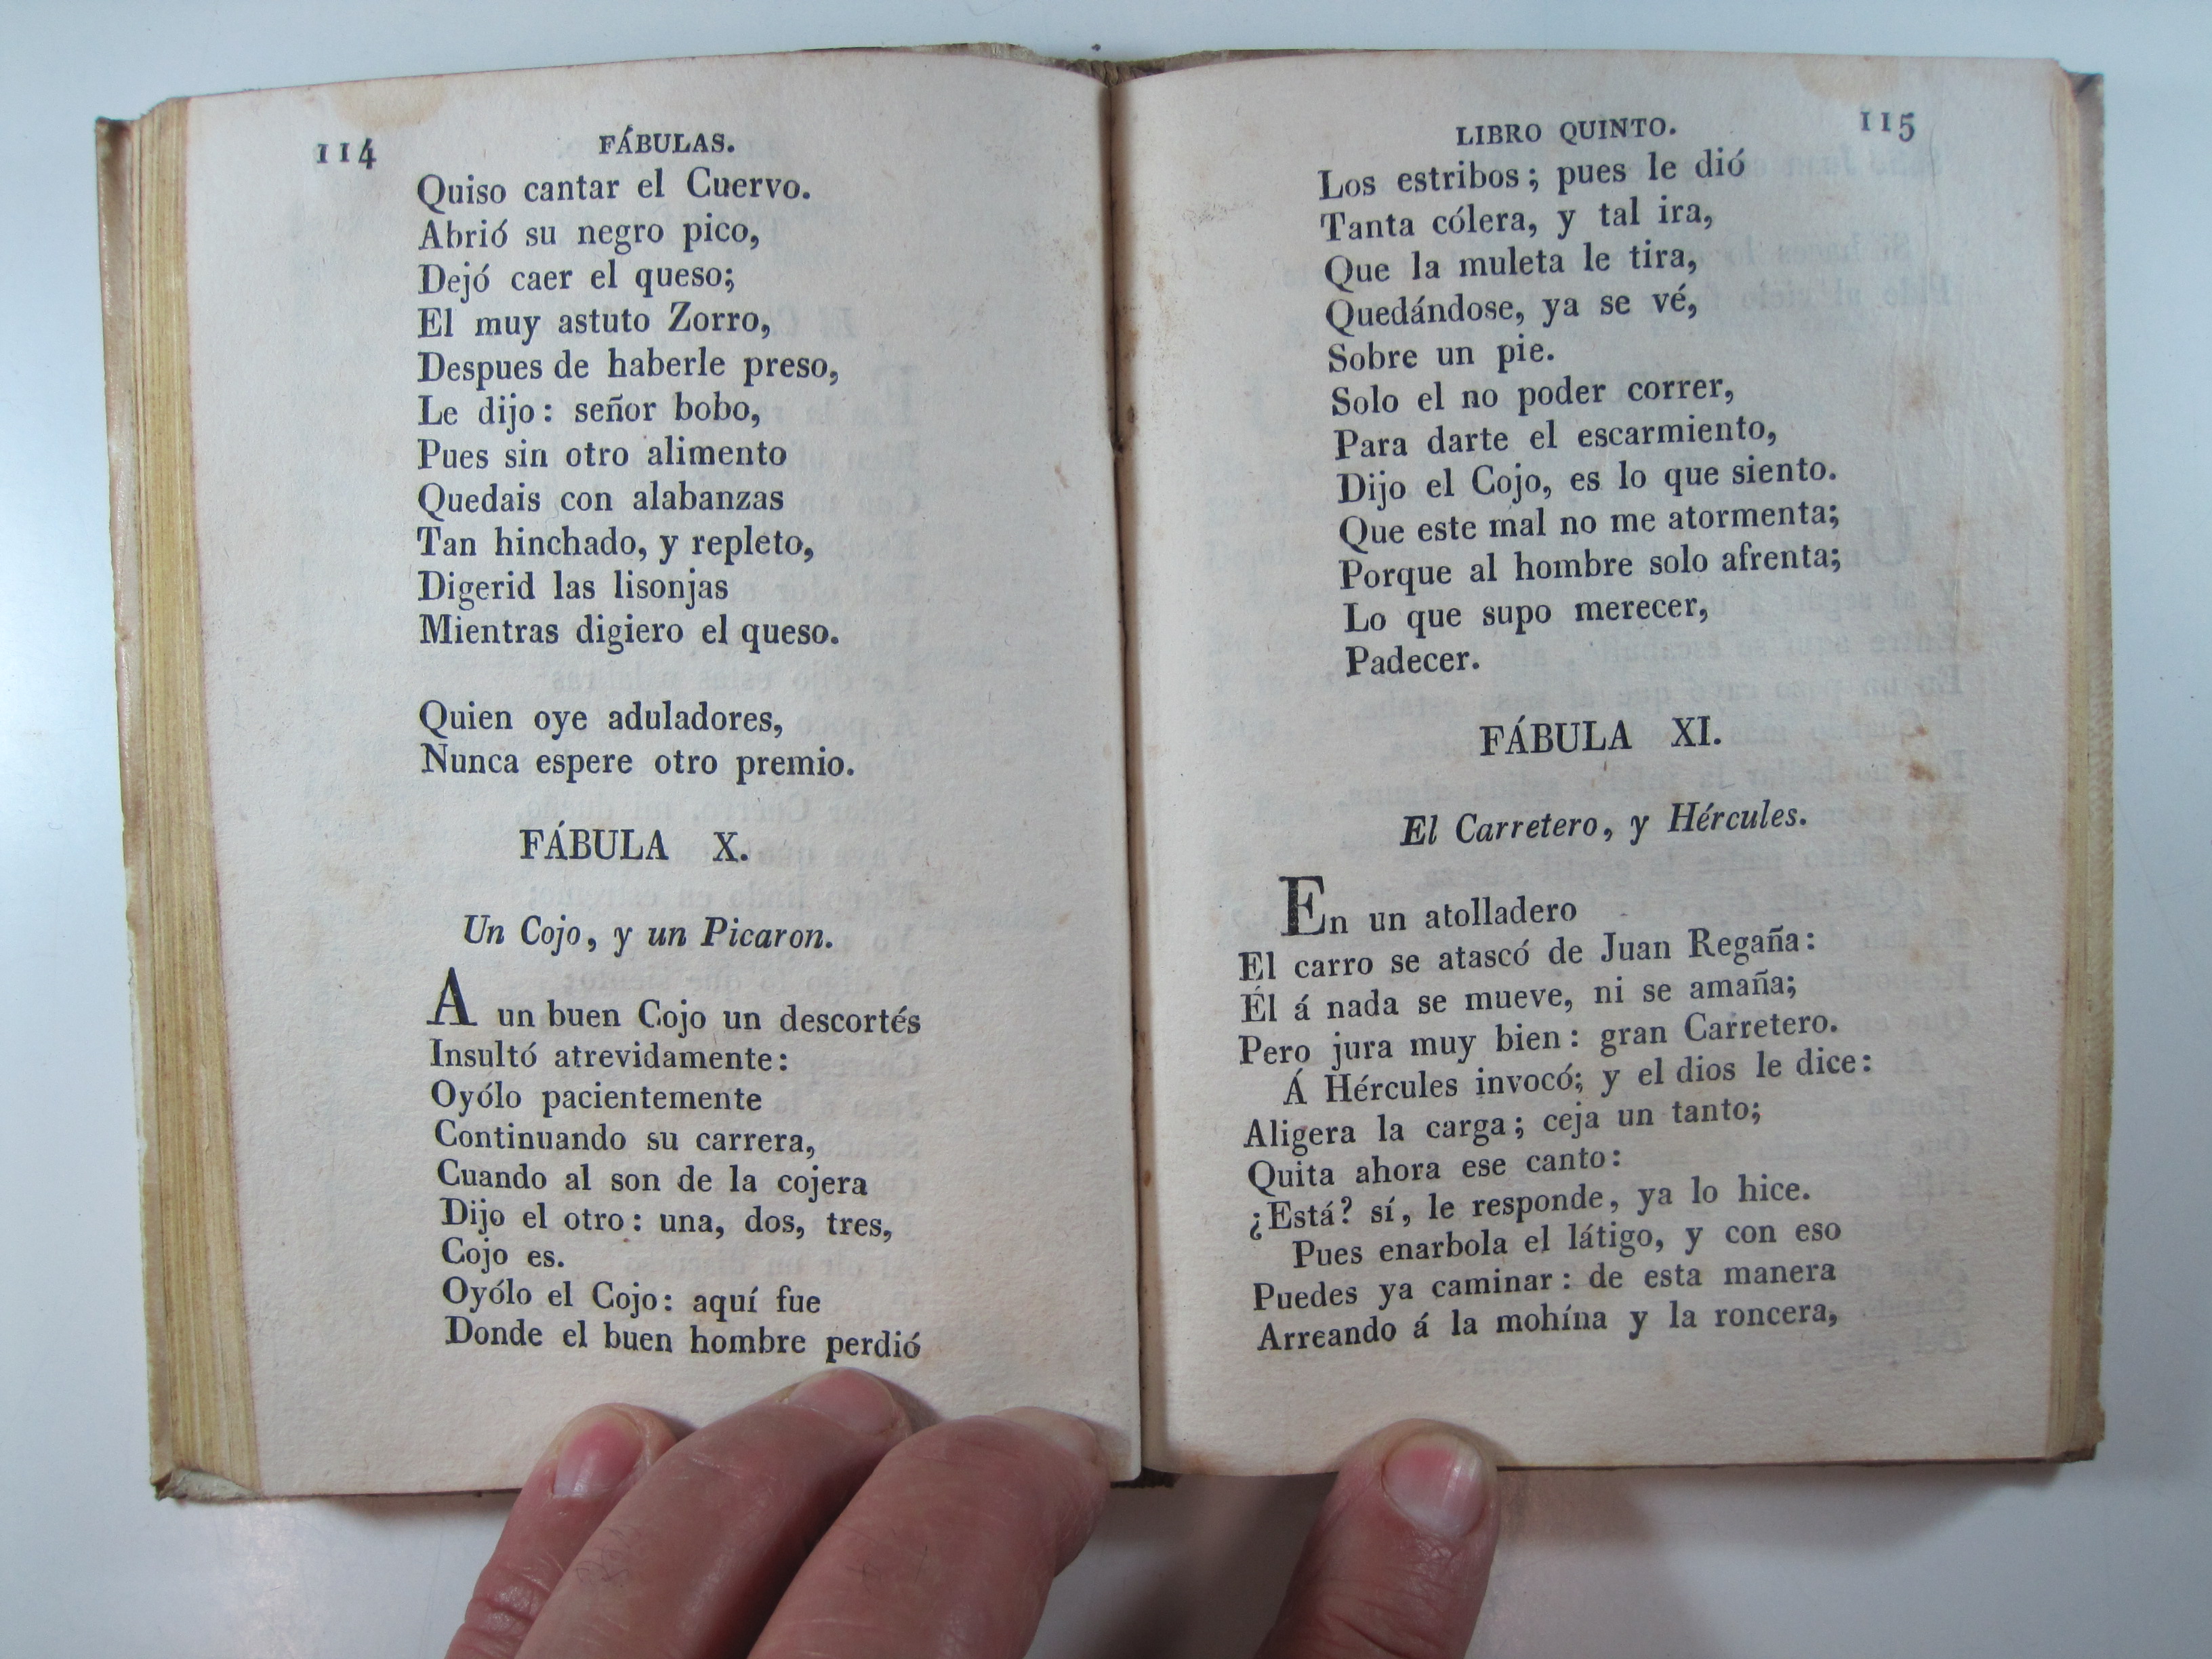 114
FÁBULAS.
Quiso cantar el Cuervo.
Abrió su negro pico,
Dejó caer el queso;
El muy astuto Zorro,
Despues de haberle preso,
Le dijo: señor bobo,
Pues sin otro alimento
Quedais con alabanzas
Tan hinchado, y repleto,
Digerid las lisonjas
Mientras digiero el queso.
Quien oye aduladores,
Nunca espere otro premio.
FÁBULA X.
Un Cojo, y un Picaron.
A un buen Cojo un descortés
Insultó atrevidamente:
Oyólo pacientemente
Continuando su carrera,
Cuando al son de la cojera
Dijo el otro: una, dos, tres,
Cojo es.
Oyólo el Cojo: aquí fue
Donde el buen hombre perdió
LIBRO QUINTO.
115
Los estribos; pues le dió
Tanta cólera, y tal ira,
Que la muleta le tira,
Quedándose, ya se vé,
Sobre un pie.
Solo el no poder correr,
Para darte el escarmiento,
Dijo el Cojo, es lo que siento.
Que este mal no me atormenta;
Porque al hombre solo afrenta;
Lo que supo merecer,
Padecer.
FÁBULA XI.
El Carretero, y Hércules.
En un atolladero
El carro se atascó de Juan Regaña:
Él á nada se mueve, ni se amaña;
Pero jura muy bien: gran Carretero.
Á Hércules invocó; y el dios le dice:
Aligera la carga; ceja un tanto;
Quita ahora ese canto:
¿Está? sí, le responde, ya lo hice.
Pues enarbola el látigo, y con eso
Puedes ya caminar: de esta manera
Arreando á la mohína y la roncera,